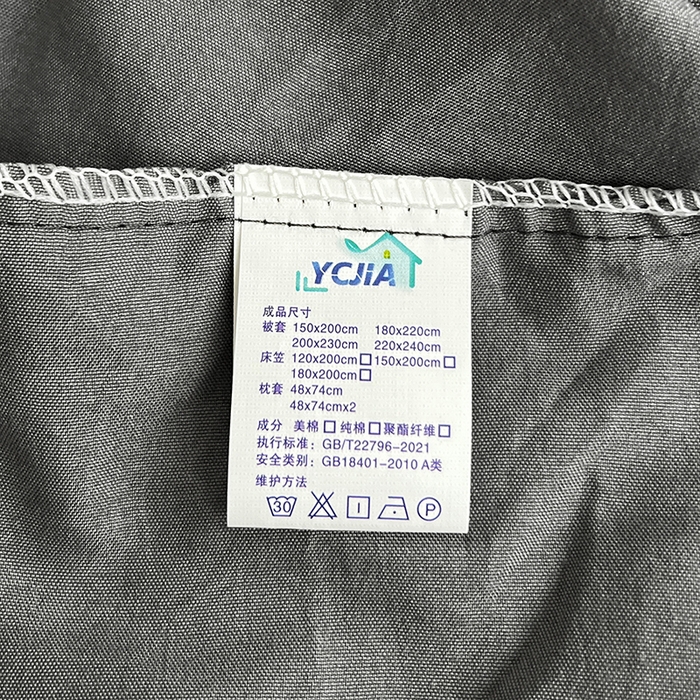 YCJIA
成品尺寸
被套 150x200cm 180x220cm
200x230cm 220x240cm
床笠 120x200cm□150x200cm□
180x200cm□
枕套 48x74cm
48x74cmx2
成分 美棉□纯棉□聚酯纤维□
执行标准：GB/T22796-2021
安全类别：GB18401-2010 A类
维护方法
30 P